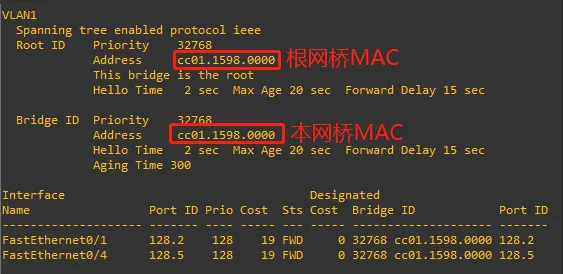 VLAN1
Spanning tree enabled protocol ieee
Root ID Priority 32768
Address cc01.1598.0000 根网桥MAC
This bridge is the root
Hello Time 2 sec Max Age 20 sec Forward Delay 15 sec
Bridge ID Priority 32768
Address cc01.1598.0000 本网桥MAC
Hello Time 2 sec Max Age 20 sec Forward Delay 15 sec
Aging Time 300
Interface Designated
Name Port ID Prio Cost Sts Cost Bridge ID Port ID
-------------------- ------- ---- ----- --- ----- -------------------- -------
FastEthernet0/1 128.2 128 19 FWD 0 32768 cc01.1598.0000 128.2
FastEthernet0/4 128.5 128 19 FWD 0 32768 cc01.1598.0000 128.5